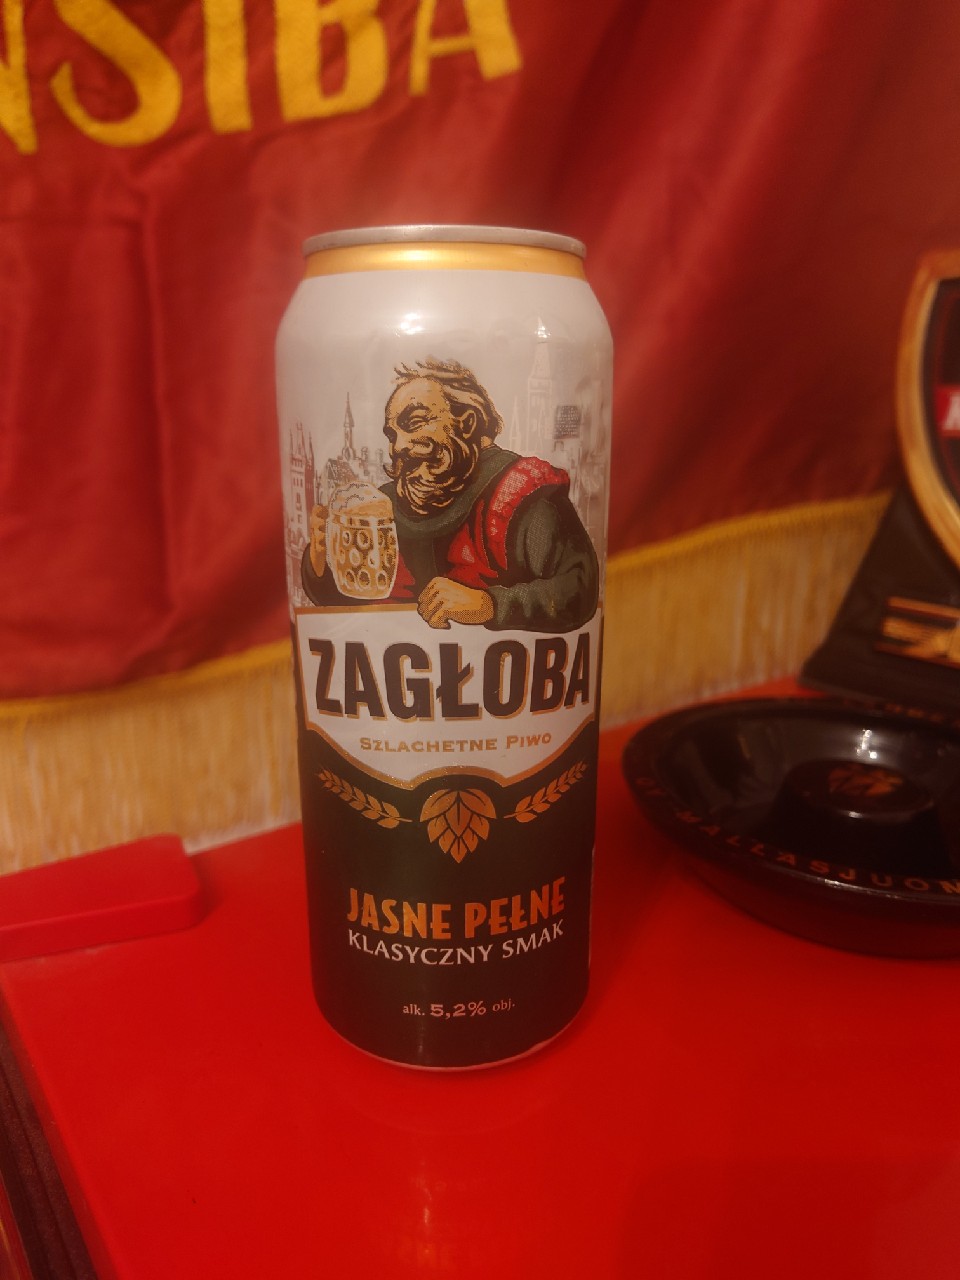 NSIBA
ZAGŁOBA
SZLACHETNE PIWO
JASNE PEŁNE
KLASYCZNY SMAK
alk. 5,2% obj.